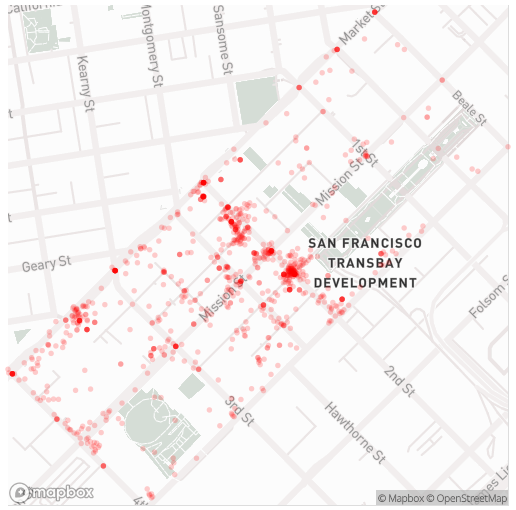 California
Montgomery St
Sansome St
Market St
Kearny St
Beale St
1st St
Mission St
SAN FRANCISCO
TRANSBAY
DEVELOPMENT
Geary St
Mission St
Folsom S
2nd St
3rd St
Hawthorne St
4th
mapbox
© Mapbox © OpenStreetMap